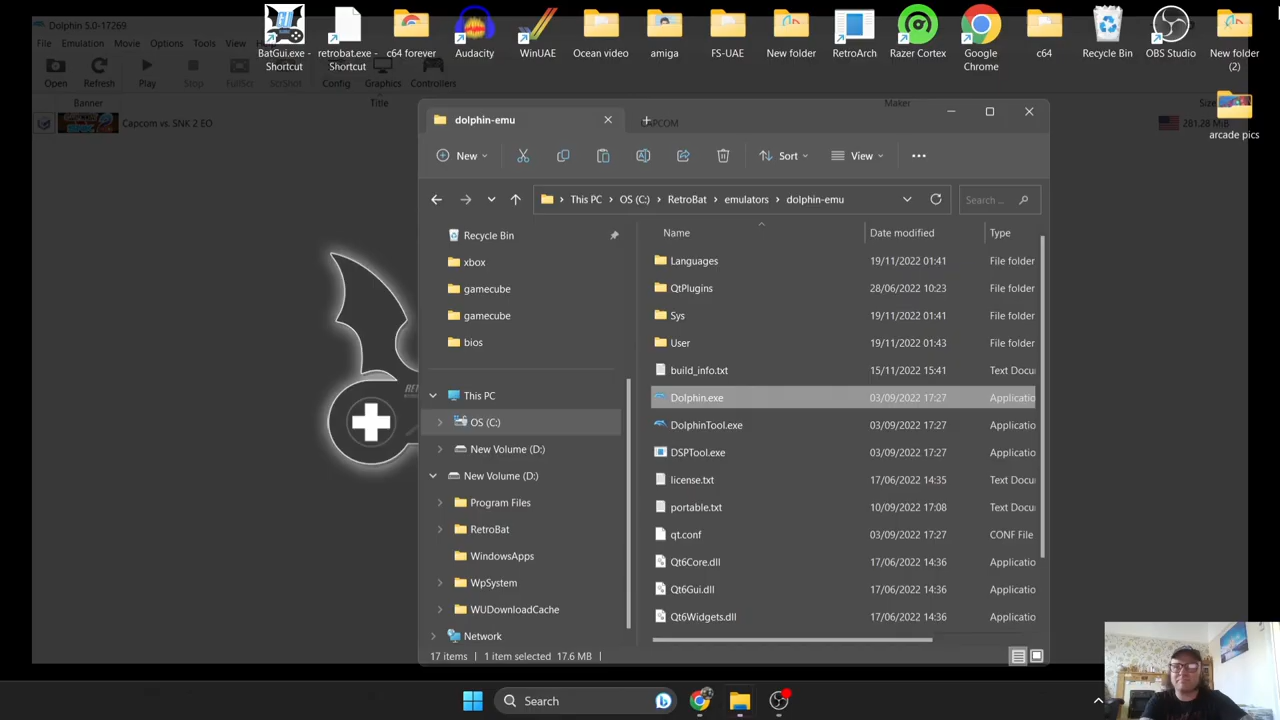 Dolphin 5.0-17269
File Emulation Movie Options Tools View
Open Refresh Play Stop FullScr ScrShot Config Graphics Controllers
Banner Title Maker Size
Capcom vs. SNK 2 EO CAPCOM 281.28 MiB
BatGui.exe - Shortcut
retrobat.exe - Shortcut
c64 forever
Audacity
WinUAE
Ocean video
amiga
FS-UAE
New folder
RetroArch
Razer Cortex
Google Chrome
c64
Recycle Bin
OBS Studio
New folder (2)
arcade pics
dolphin-emu
New Sort View
This PC > OS (C:) > RetroBat > emulators > dolphin-emu
Search ...
Recycle Bin
xbox
gamecube
gamecube
bios
This PC
OS (C:)
New Volume (D:)
New Volume (D:)
Program Files
RetroBat
WindowsApps
WpSystem
WUDownloadCache
Network
Name Date modified Type
Languages 19/11/2022 01:41 File folder
QtPlugins 28/06/2022 10:23 File folder
Sys 19/11/2022 01:41 File folder
User 19/11/2022 01:43 File folder
build_info.txt 15/11/2022 15:41 Text Docu
Dolphin.exe 03/09/2022 17:27 Applicatio
DolphinTool.exe 03/09/2022 17:27 Applicatio
DSPTool.exe 03/09/2022 17:27 Applicatio
license.txt 17/06/2022 14:35 Text Docu
portable.txt 10/09/2022 17:08 Text Docu
qt.conf 03/09/2022 17:27 CONF File
Qt6Core.dll 17/06/2022 14:36 Applicatio
Qt6Gui.dll 17/06/2022 14:36 Applicatio
Qt6Widgets.dll 17/06/2022 14:36 Applicatio
17 items 1 item selected 17.6 MB
Search